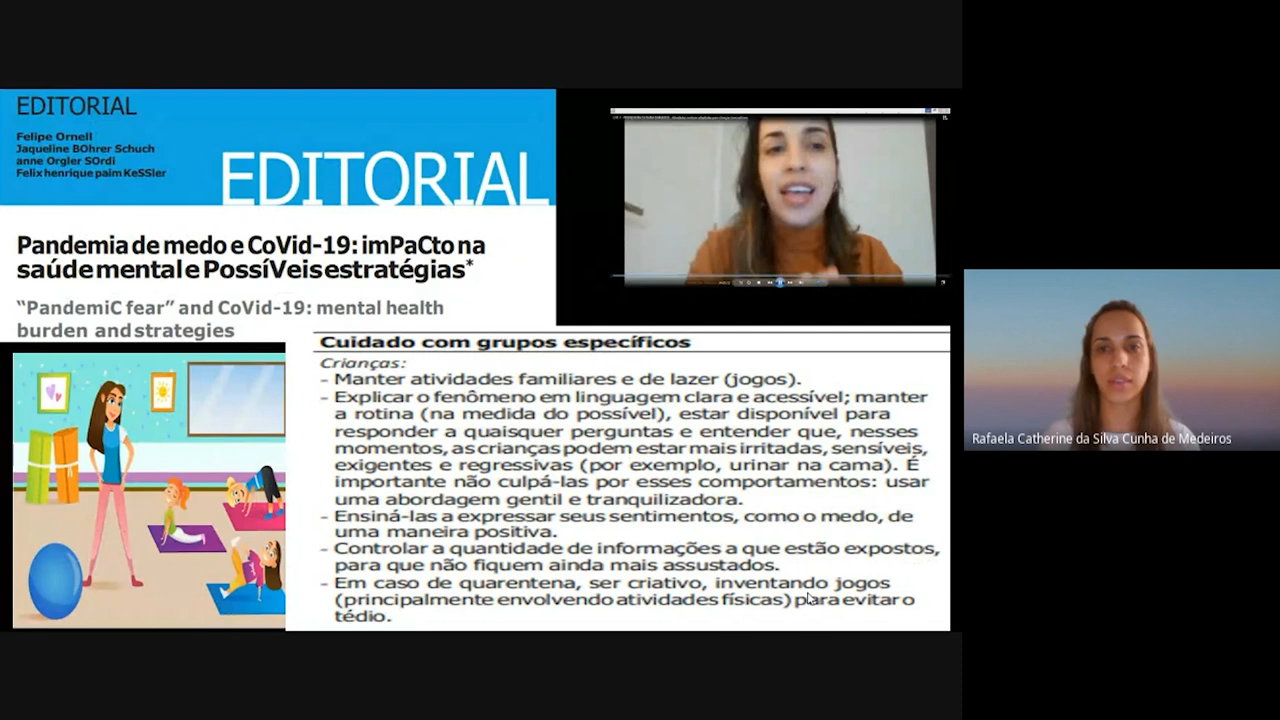 EDITORIAL
Felipe Ornell
Jaqueline BOhrer Schuch
anne Orgler SOrdi
Felix henrique paim KeSSler
EDITORIAL
Pandemia de medo e CoVid-19: imPaCto na
saúde mental e PossíVeis estratégias*
“PandemiC fear” and CoVid-19: mental health
burden and strategies
Cuidado com grupos específicos
Crianças:
- Manter atividades familiares e de lazer (jogos).
- Explicar o fenômeno em linguagem clara e acessível; manter
a rotina (na medida do possível), estar disponível para
responder a quaisquer perguntas e entender que, nesses
momentos, as crianças podem estar mais irritadas, sensíveis,
exigentes e regressivas (por exemplo, urinar na cama). É
importante não culpá-las por esses comportamentos: usar
uma abordagem gentil e tranquilizadora.
- Ensiná-las a expressar seus sentimentos, como o medo, de
uma maneira positiva.
- Controlar a quantidade de informações a que estão expostos,
para que não fiquem ainda mais assustados.
- Em caso de quarentena, ser criativo, inventando jogos
(principalmente envolvendo atividades físicas) para evitar o
tédio.
Rafaela Catherine da Silva Cunha de Medeiros